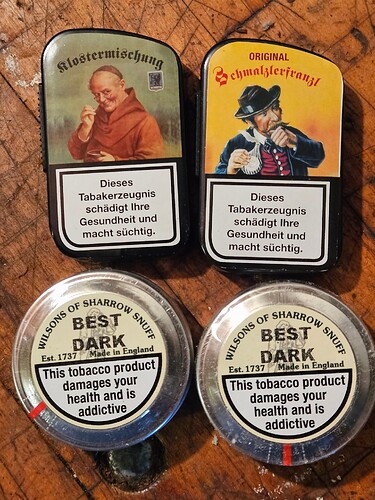 Klostermischung
Dieses
Tabakerzeugnis
schädigt Ihre
Gesundheit und
macht süchtig.
ORIGINAL
Schmalzlerfranzl
Dieses
Tabakerzeugnis
schädigt Ihre
Gesundheit und
macht süchtig.
WILSONS OF SHARROW SNUFF
BEST
DARK
Est. 1737 Made in England
This tobacco product
damages your
health and is
addictive
WILSONS OF SHARROW SNUFF
BEST
DARK
Est. 1737 Made in England
This tobacco product
damages your
health and is
addictive